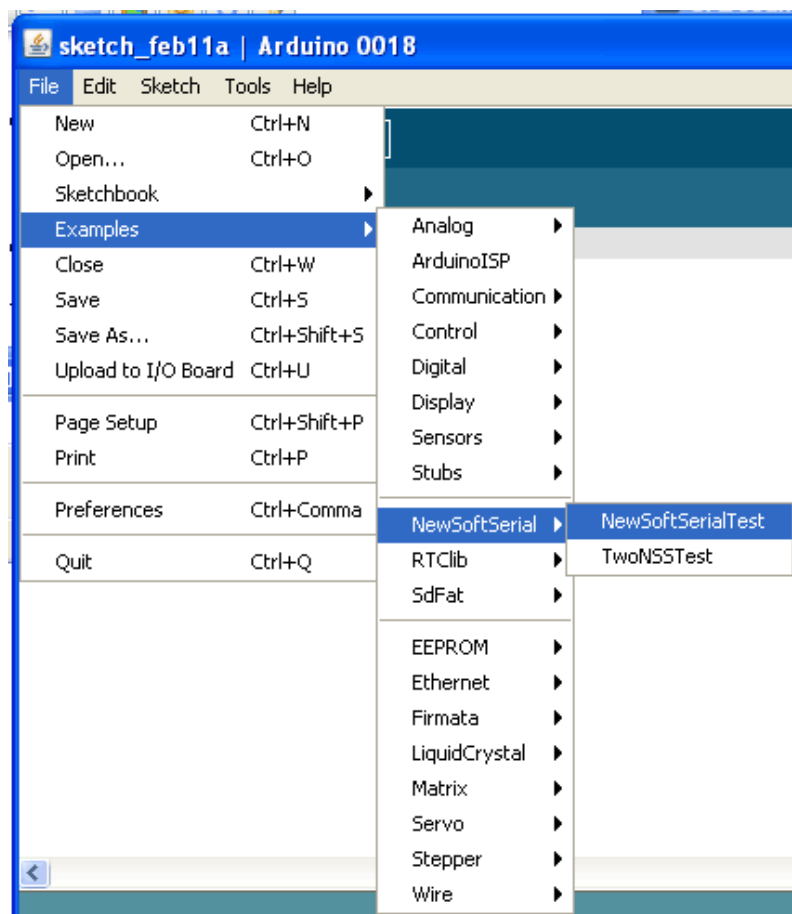 sketch_feb11a | Arduino 0018
File Edit Sketch Tools Help
New Ctrl+N
Open... Ctrl+O
Sketchbook
Examples
Close Ctrl+W
Save Ctrl+S
Save As... Ctrl+Shift+S
Upload to I/O Board Ctrl+U
Page Setup Ctrl+Shift+P
Print Ctrl+P
Preferences Ctrl+Comma
Quit Ctrl+Q
Analog
ArduinoISP
Communication
Control
Digital
Display
Sensors
Stubs
NewSoftSerial
RTClib
SdFat
EEPROM
Ethernet
Firmata
LiquidCrystal
Matrix
Servo
Stepper
Wire
NewSoftSerialTest
TwoNSSTest